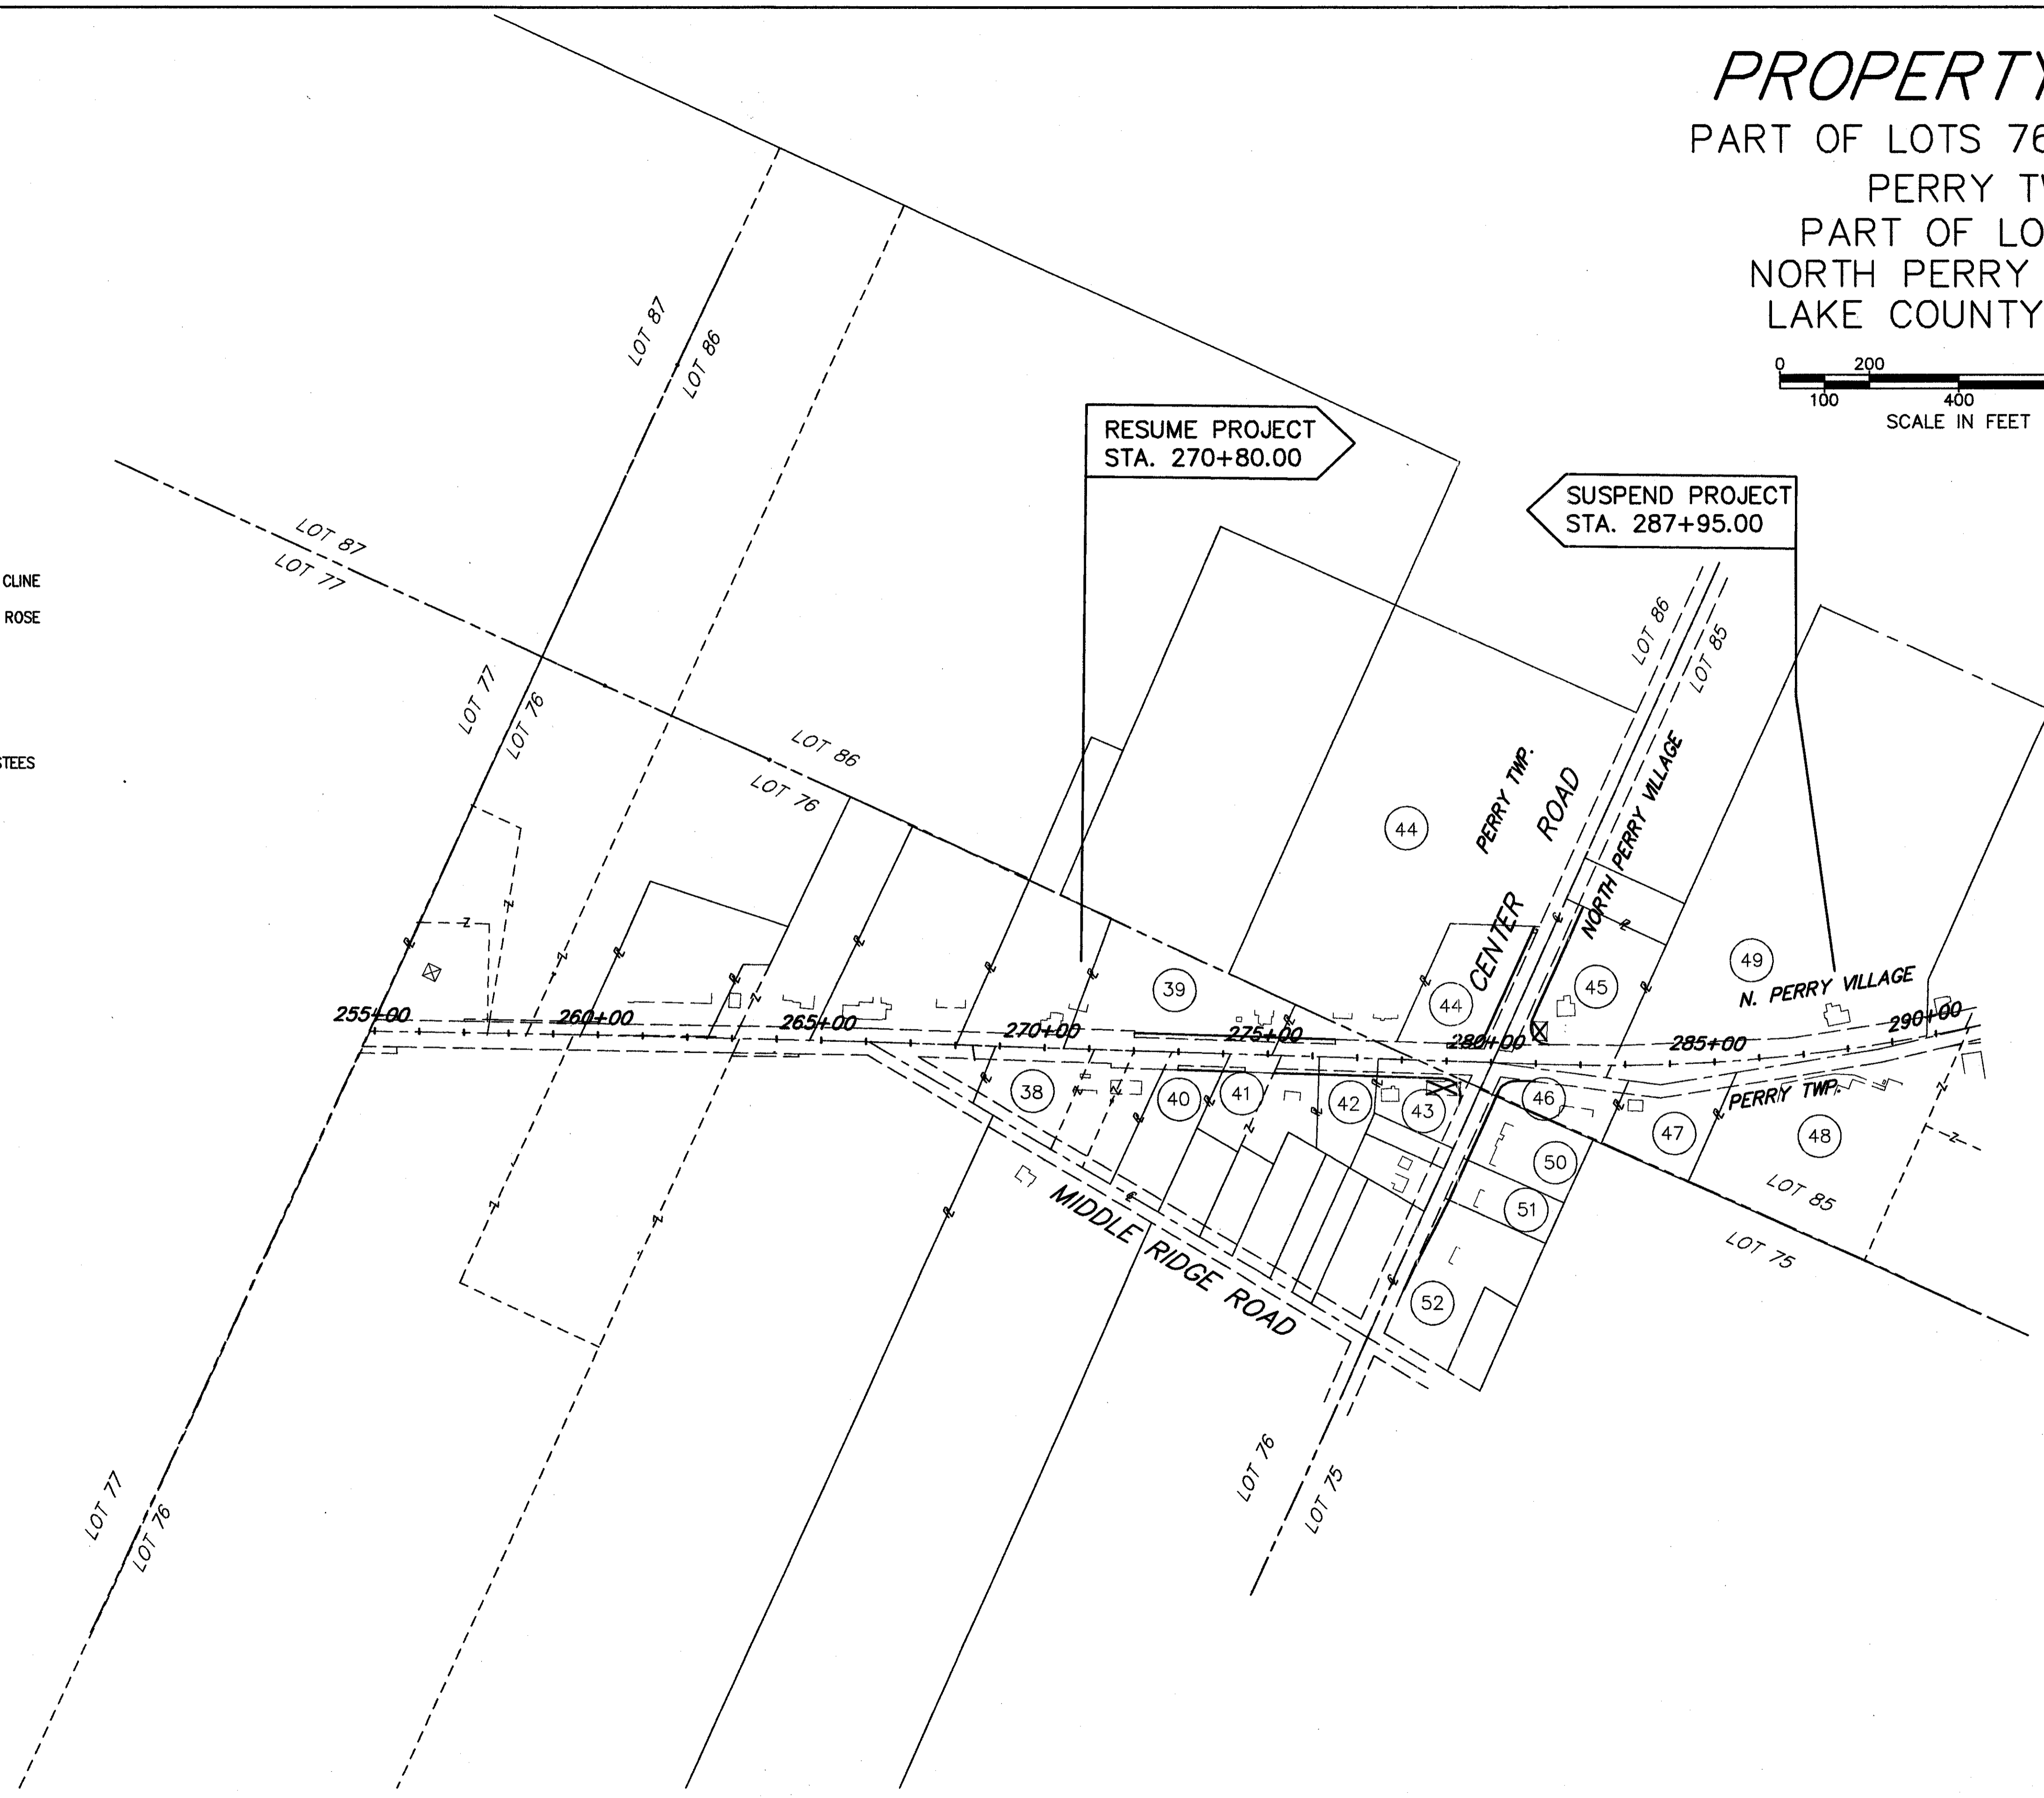 PROPERTY
PART OF LOTS 76
PERRY TW
PART OF LO
NORTH PERRY
LAKE COUNTY
0 200
100 400
SCALE IN FEET
LOT 87
LOT 86
RESUME PROJECT
STA. 270+80.00
SUSPEND PROJECT
STA. 287+95.00
LOT 87
LOT 77
CLINE
ROSE
STEES
LOT 86
LOT 85
LOT 77
LOT 76
LOT 86
LOT 76
PERRY TWP.
CENTER ROAD
NORTH PERRY VILLAGE
44
39
44
45
49
N. PERRY VILLAGE
255+00
260+00
265+00
270+00
275+00
280+00
285+00
290+00
38
40
41
42
43
46
47
48
PERRY TWP.
50
51
52
LOT 85
LOT 75
MIDDLE RIDGE ROAD
LOT 76
LOT 75
LOT 77
LOT 76